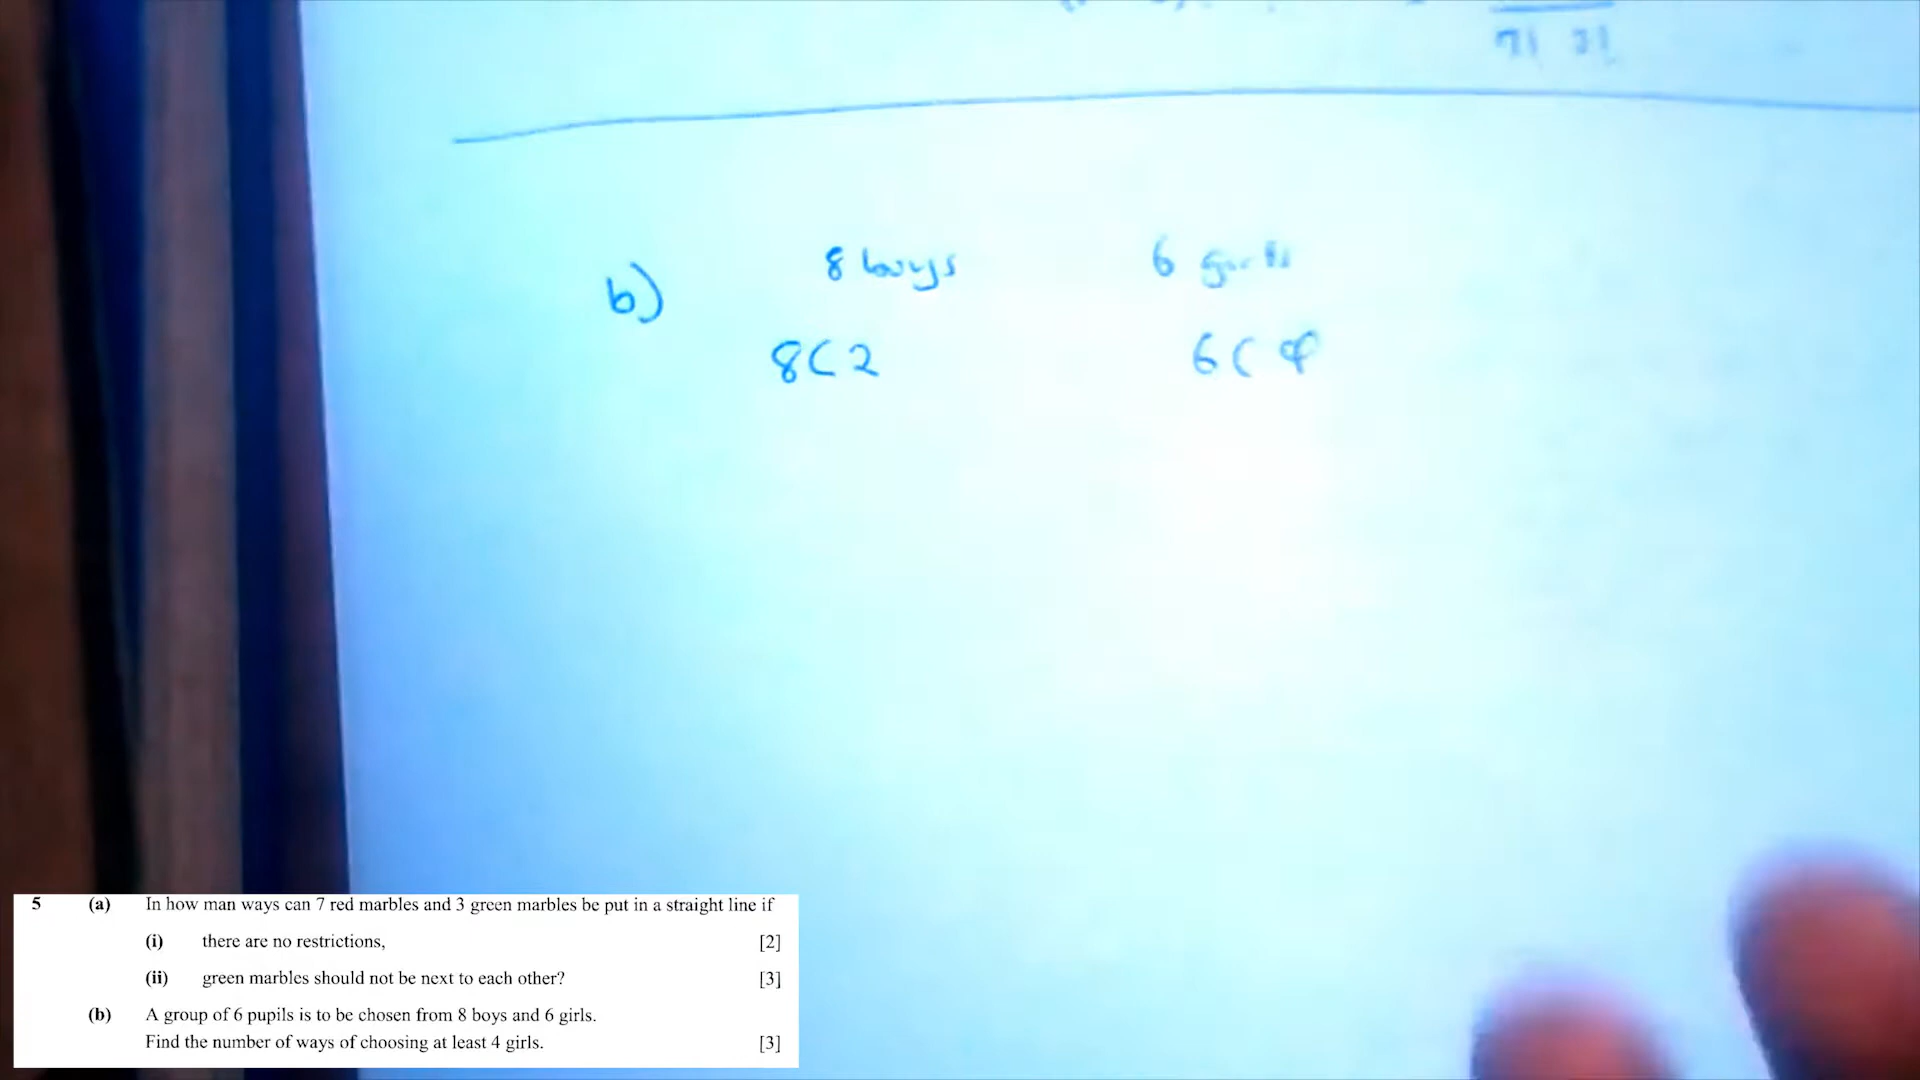 7! 3!
b) 8 boys 6 girls
8C2 6C4
5 (a) In how man ways can 7 red marbles and 3 green marbles be put in a straight line if
(i) there are no restrictions, [2]
(ii) green marbles should not be next to each other? [3]
(b) A group of 6 pupils is to be chosen from 8 boys and 6 girls.
Find the number of ways of choosing at least 4 girls. [3]